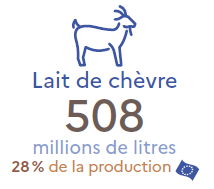 Lait de chèvre
508
millions de litres
28 % de la production